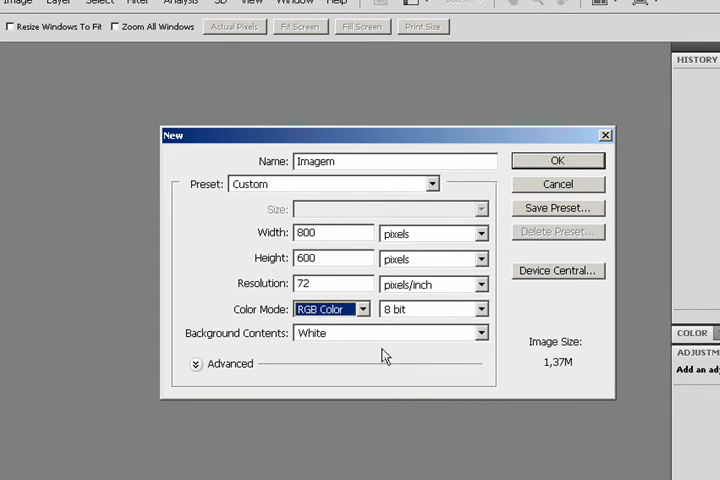 Image Layer Select Filter Analysis 3D View Window Help
Resize Windows To Fit Zoom All Windows Actual Pixels Fit Screen Fill Screen Print Size
HISTORY
New
Name: Imagem OK
Preset: Custom Cancel
Size: Save Preset...
Width: 800 pixels Delete Preset...
Height: 600 pixels
Resolution: 72 pixels/inch Device Central...
Color Mode: RGB Color 8 bit
Background Contents: White
Image Size:
1,37M
Advanced
COLOR
ADJUSTM
Add an adj